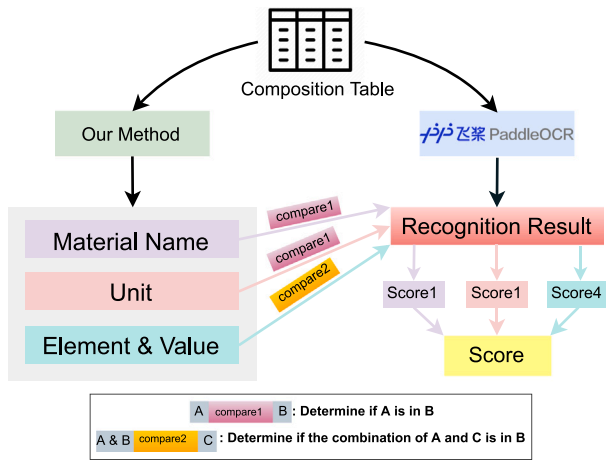 Composition Table
Our Method
飞桨 PaddleOCR
Material Name
compare1
Recognition Result
Unit
compare1
compare2
Element & Value
Score1
Score1
Score4
Score
A compare1 B : Determine if A is in B
A & B compare2 C : Determine if the combination of A and C is in B